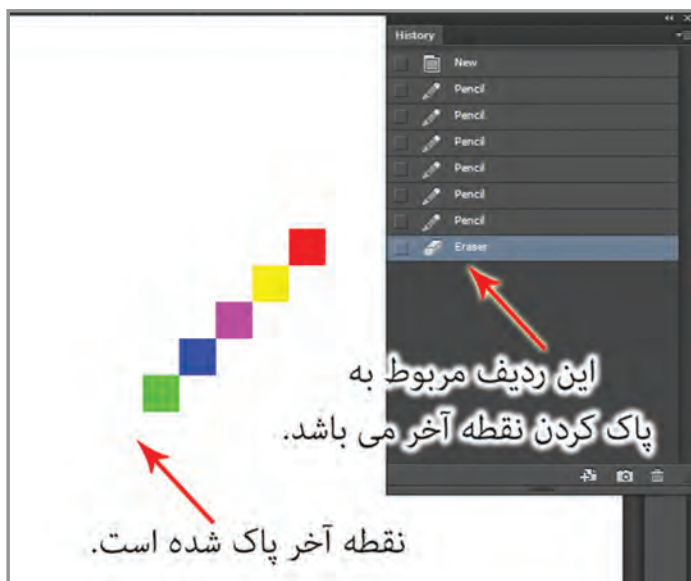 History
New
Pencil
Pencil
Pencil
Pencil
Pencil
Pencil
Eraser
این ردیف مربوط به
پاک کردن نقطه آخر می باشد.
نقطه آخر پاک شده است.